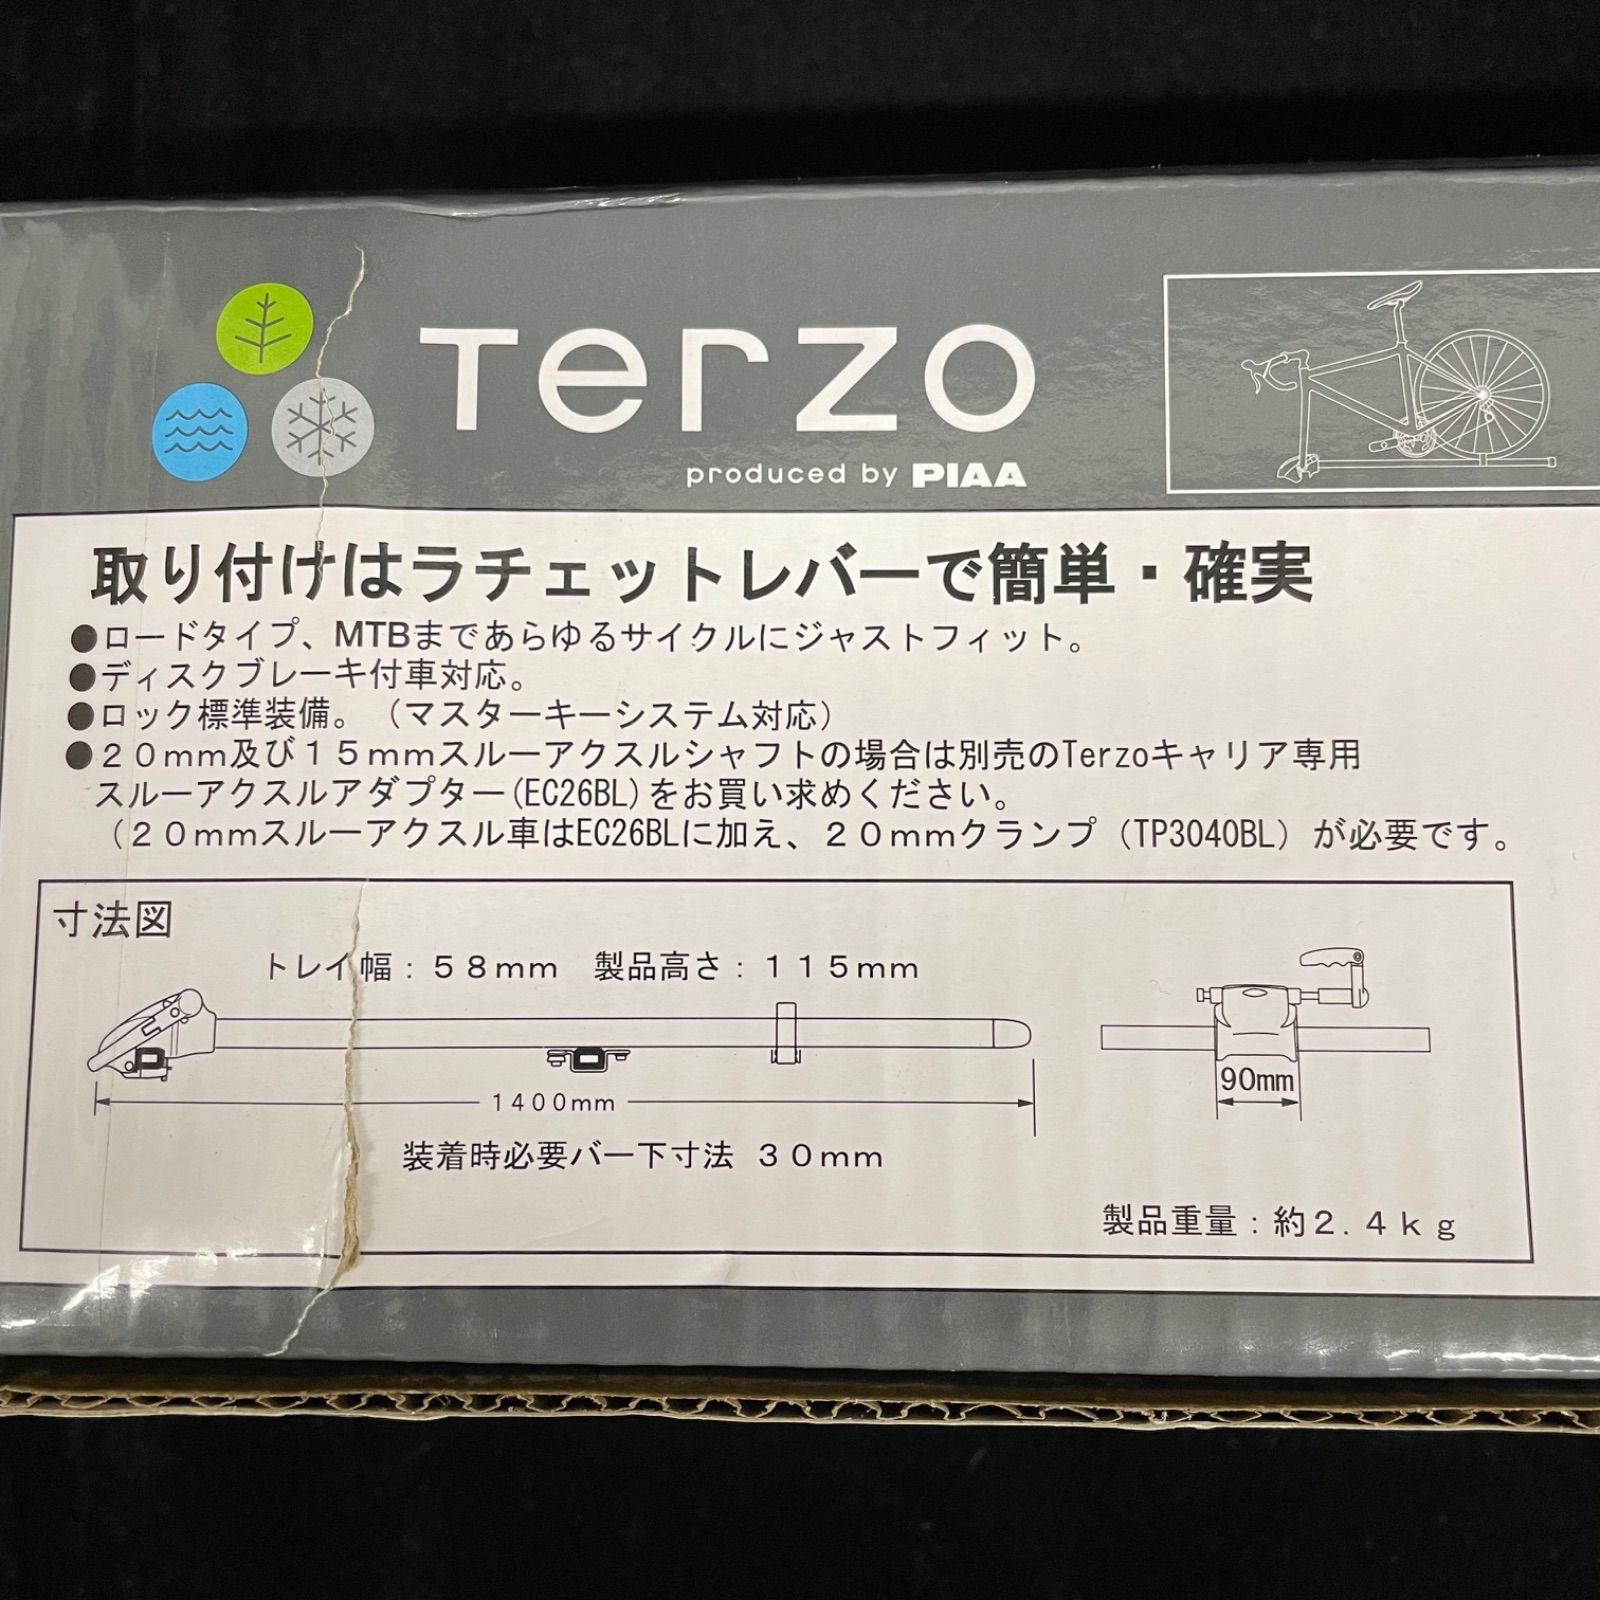 Terzo
produced by PIAA
取り付けはラチェットレバーで簡単・確実
●ロードタイプ、MTBまであらゆるサイクルにジャストフィット。
●ディスクブレーキ付車対応。
●ロック標準装備。（マスターキーシステム対応）
●２０ｍｍ及び１５ｍｍスルーアクスルシャフトの場合は別売のTerzoキャリア専用
スルーアクスルアダプター(EC26BL)をお買い求めください。
（２０ｍｍスルーアクスル車はEC26BLに加え、２０ｍｍクランプ（TP3040BL）が必要です。
寸法図
トレイ幅：５８ｍｍ　製品高さ：１１５ｍｍ
90mm
１４００ｍｍ
装着時必要バー下寸法　３０ｍｍ
製品重量：約２．４ｋｇ